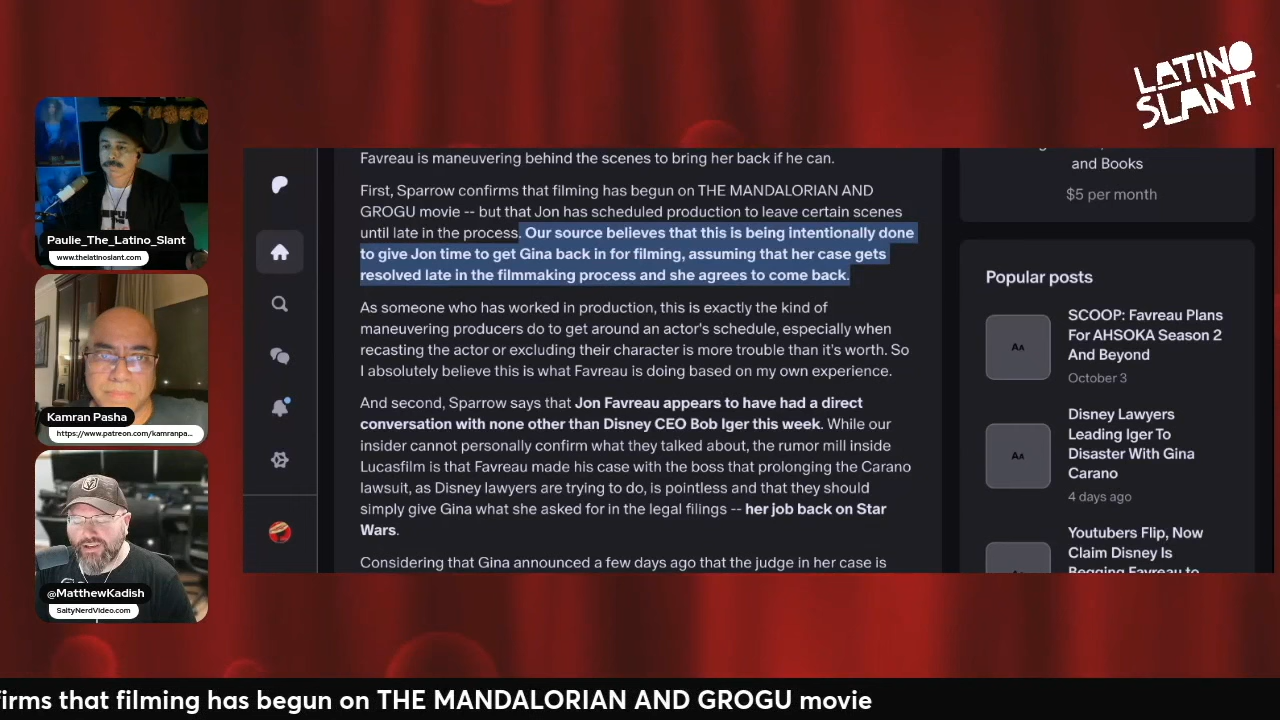 LATINO
SLANT
Paulie_The_Latino_Slant
www.thelatinoslant.com
Kamran Pasha
https://www.patreon.com/kamranpa...
@MatthewKadish
SaltyNerdVideo.com
Favreau is maneuvering behind the scenes to bring her back if he can.
First, Sparrow confirms that filming has begun on THE MANDALORIAN AND
GROGU movie -- but that Jon has scheduled production to leave certain scenes
until late in the process. Our source believes that this is being intentionally done
to give Jon time to get Gina back in for filming, assuming that her case gets
resolved late in the filmmaking process and she agrees to come back.
As someone who has worked in production, this is exactly the kind of
maneuvering producers do to get around an actor's schedule, especially when
recasting the actor or excluding their character is more trouble than it's worth. So
I absolutely believe this is what Favreau is doing based on my own experience.
And second, Sparrow says that Jon Favreau appears to have had a direct
conversation with none other than Disney CEO Bob Iger this week. While our
insider cannot personally confirm what they talked about, the rumor mill inside
Lucasfilm is that Favreau made his case with the boss that prolonging the Carano
lawsuit, as Disney lawyers are trying to do, is pointless and that they should
simply give Gina what she asked for in the legal filings -- her job back on Star
Wars.
Considering that Gina announced a few days ago that the judge in her case is
and Books
$5 per month
Popular posts
AA
SCOOP: Favreau Plans
For AHSOKA Season 2
And Beyond
October 3
AA
Disney Lawyers
Leading Iger To
Disaster With Gina
Carano
4 days ago
Youtubers Flip, Now
Claim Disney Is
Begging Favreau to
firms that filming has begun on THE MANDALORIAN AND GROGU movie